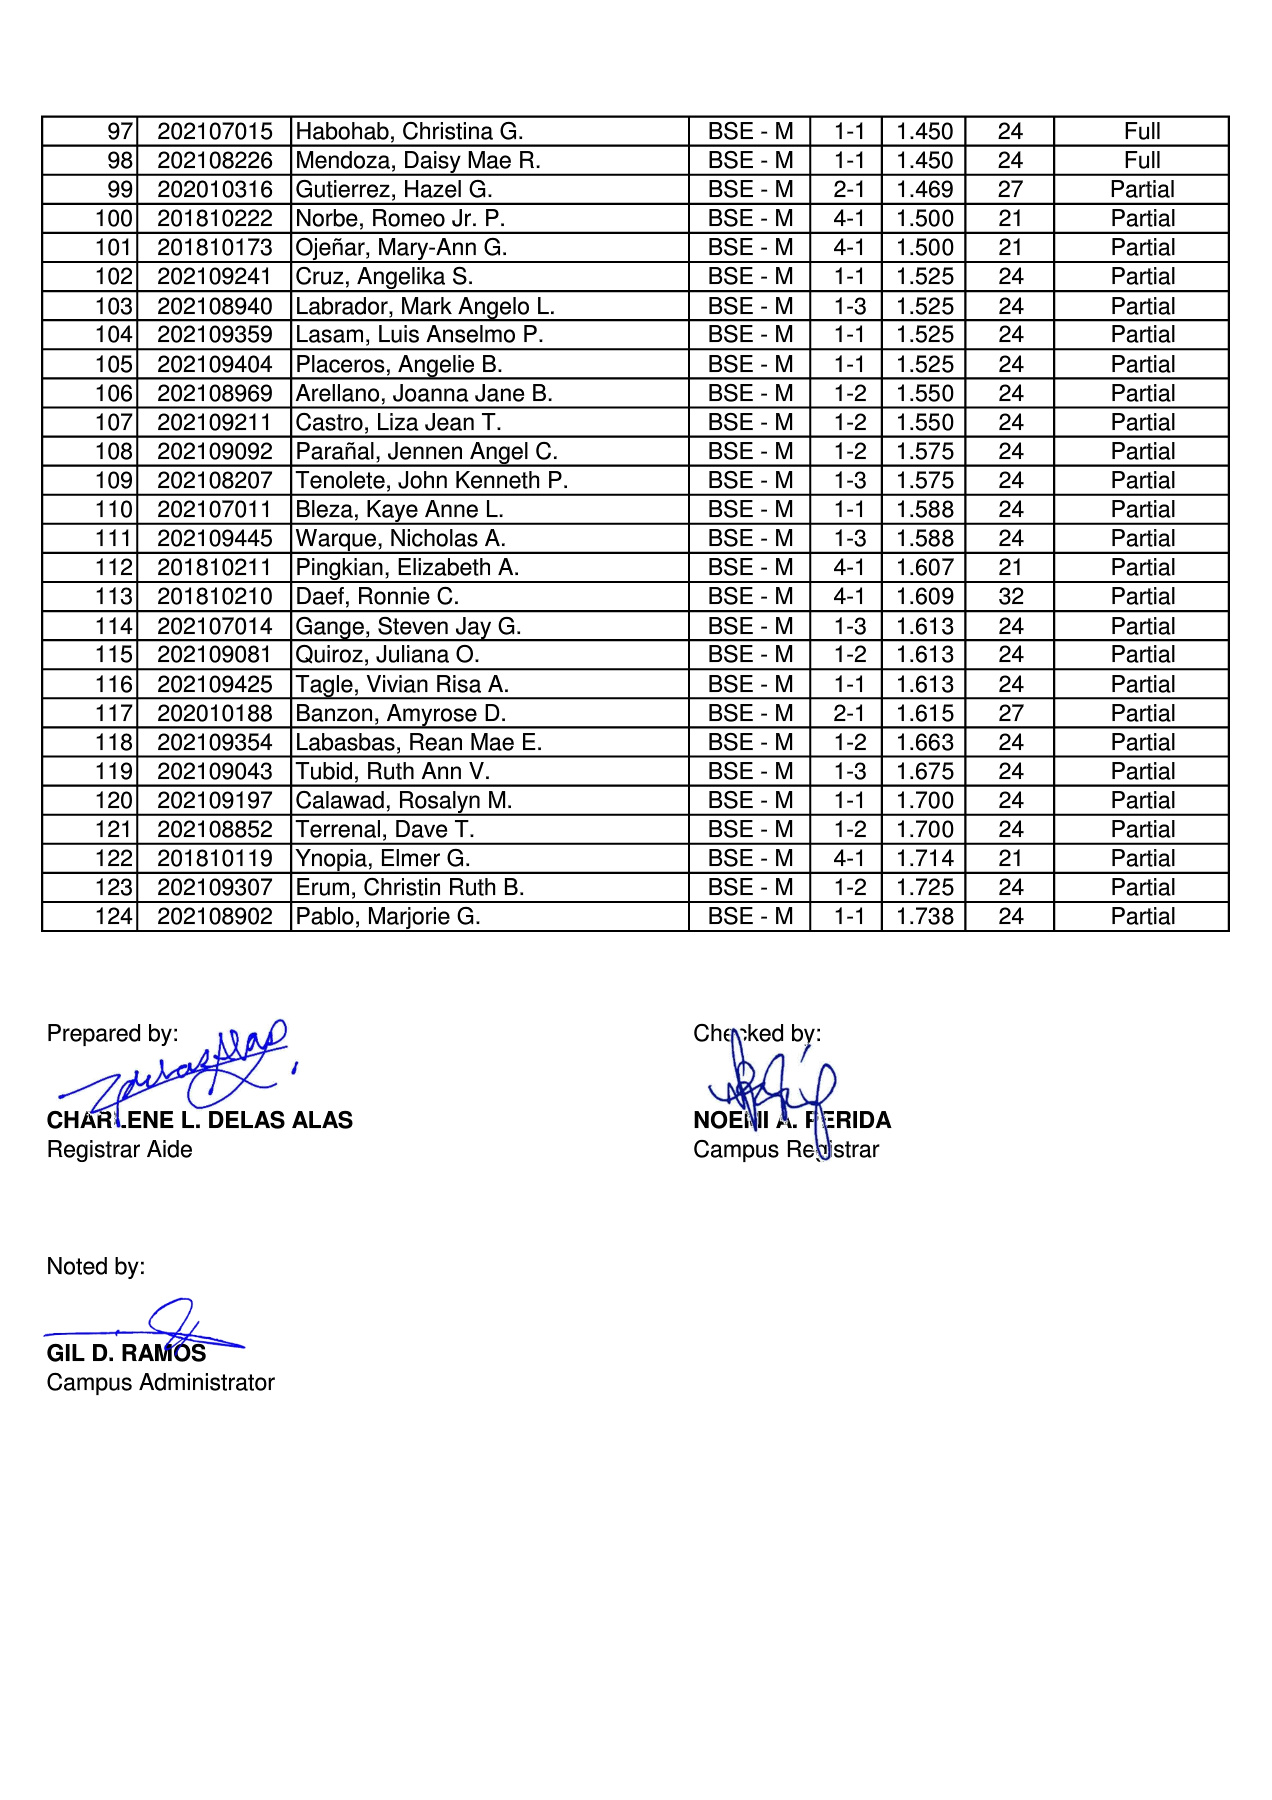 97 202107015 Habohab, Christina G. BSE - M 1-1 1.450 24 Full
98 202108226 Mendoza, Daisy Mae R. BSE - M 1-1 1.450 24 Full
99 202010316 Gutierrez, Hazel G. BSE - M 2-1 1.469 27 Partial
100 201810222 Norbe, Romeo Jr. P. BSE - M 4-1 1.500 21 Partial
101 201810173 Ojeñar, Mary-Ann G. BSE - M 4-1 1.500 21 Partial
102 202109241 Cruz, Angelika S. BSE - M 1-1 1.525 24 Partial
103 202108940 Labrador, Mark Angelo L. BSE - M 1-3 1.525 24 Partial
104 202109359 Lasam, Luis Anselmo P. BSE - M 1-1 1.525 24 Partial
105 202109404 Placeros, Angelie B. BSE - M 1-1 1.525 24 Partial
106 202108969 Arellano, Joanna Jane B. BSE - M 1-2 1.550 24 Partial
107 202109211 Castro, Liza Jean T. BSE - M 1-2 1.550 24 Partial
108 202109092 Parañal, Jennen Angel C. BSE - M 1-2 1.575 24 Partial
109 202108207 Tenolete, John Kenneth P. BSE - M 1-3 1.575 24 Partial
110 202107011 Bleza, Kaye Anne L. BSE - M 1-1 1.588 24 Partial
111 202109445 Warque, Nicholas A. BSE - M 1-3 1.588 24 Partial
112 201810211 Pingkian, Elizabeth A. BSE - M 4-1 1.607 21 Partial
113 201810210 Daef, Ronnie C. BSE - M 4-1 1.609 32 Partial
114 202107014 Gange, Steven Jay G. BSE - M 1-3 1.613 24 Partial
115 202109081 Quiroz, Juliana O. BSE - M 1-2 1.613 24 Partial
116 202109425 Tagle, Vivian Risa A. BSE - M 1-1 1.613 24 Partial
117 202010188 Banzon, Amyrose D. BSE - M 2-1 1.615 27 Partial
118 202109354 Labasbas, Rean Mae E. BSE - M 1-2 1.663 24 Partial
119 202109043 Tubid, Ruth Ann V. BSE - M 1-3 1.675 24 Partial
120 202109197 Calawad, Rosalyn M. BSE - M 1-1 1.700 24 Partial
121 202108852 Terrenal, Dave T. BSE - M 1-2 1.700 24 Partial
122 201810119 Ynopia, Elmer G. BSE - M 4-1 1.714 21 Partial
123 202109307 Erum, Christin Ruth B. BSE - M 1-2 1.725 24 Partial
124 202108902 Pablo, Marjorie G. BSE - M 1-1 1.738 24 Partial
Prepared by: Checked by:
CHARLENE L. DELAS ALAS NOEMI A. PERIDA
Registrar Aide Campus Registrar
Noted by:
GIL D. RAMOS
Campus Administrator